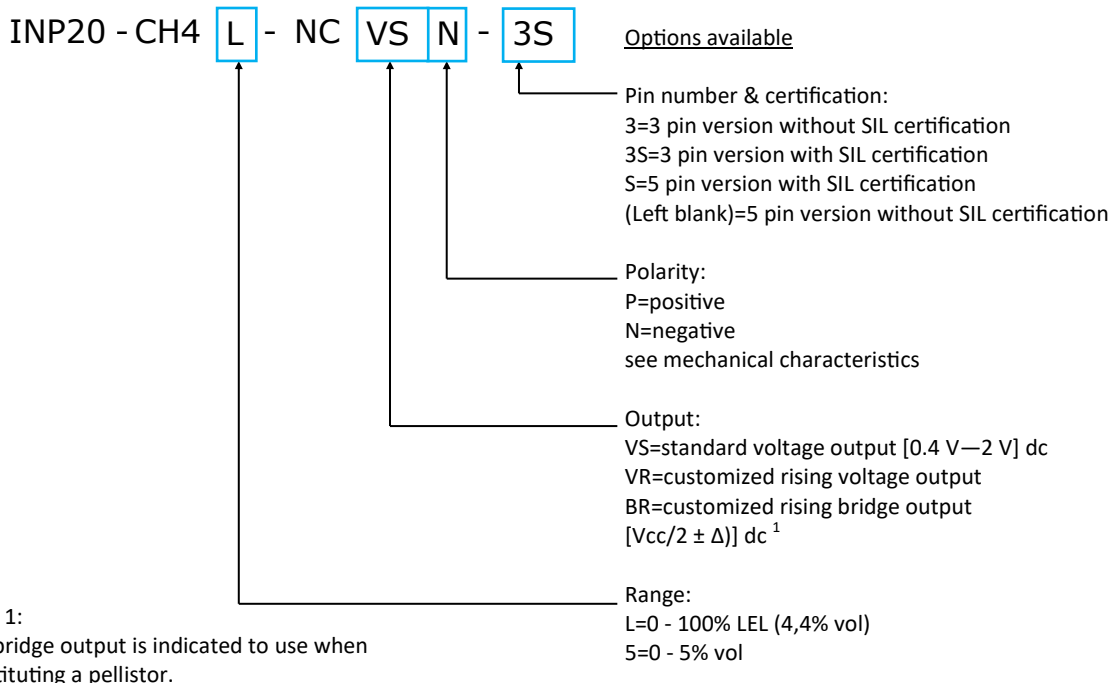 INP20 - CH4 L - NC VS N - 3S
Options available
Pin number & certification:
3=3 pin version without SIL certification
3S=3 pin version with SIL certification
S=5 pin version with SIL certification
(Left blank)=5 pin version without SIL certification
Polarity:
P=positive
N=negative
see mechanical characteristics
Output:
VS=standard voltage output [0.4 V—2 V] dc
VR=customized rising voltage output
BR=customized rising bridge output
[Vcc/2 ± Δ)] dc 1
Range:
L=0 - 100% LEL (4,4% vol)
5=0 - 5% vol
1:
bridge output is indicated to use when
a pellistor.